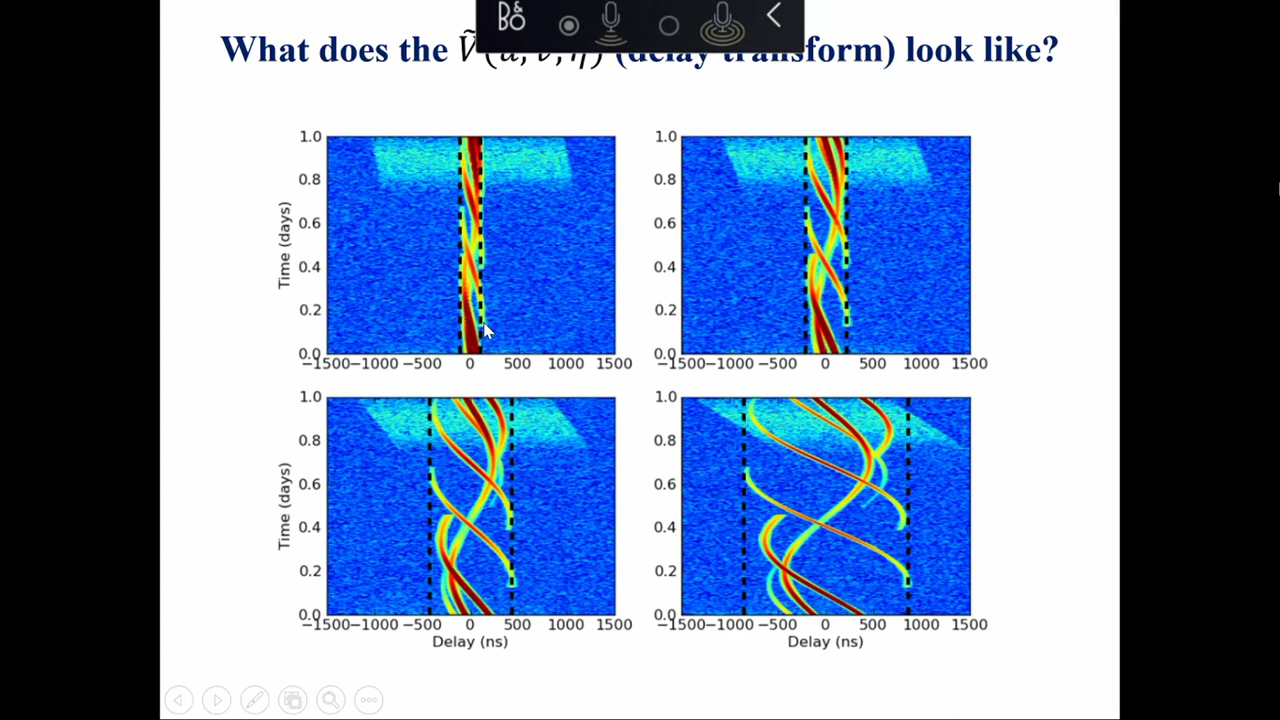 B&O
What does the Ṽ(u, v, η) (delay transform) look like?
1.0
0.8
0.6
0.4
0.2
0.0
Time (days)
−1500 −1000 −500 0 500 1000 1500
1.0
0.8
0.6
0.4
0.2
0.0
−1500 −1000 −500 0 500 1000 1500
1.0
0.8
0.6
0.4
0.2
0.0
Time (days)
−1500 −1000 −500 0 500 1000 1500
Delay (ns)
1.0
0.8
0.6
0.4
0.2
0.0
−1500 −1000 −500 0 500 1000 1500
Delay (ns)